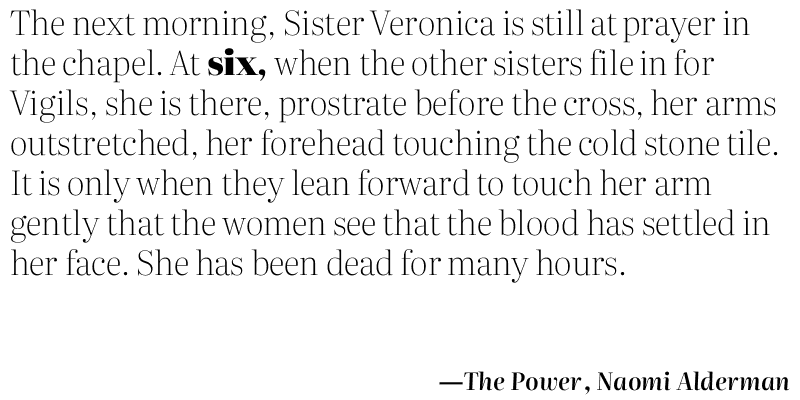 The next morning, Sister Veronica is still at prayer in
the chapel. At six, when the other sisters file in for
Vigils, she is there, prostrate before the cross, her arms
outstretched, her forehead touching the cold stone tile.
It is only when they lean forward to touch her arm
gently that the women see that the blood has settled in
her face. She has been dead for many hours.
—The Power, Naomi Alderman